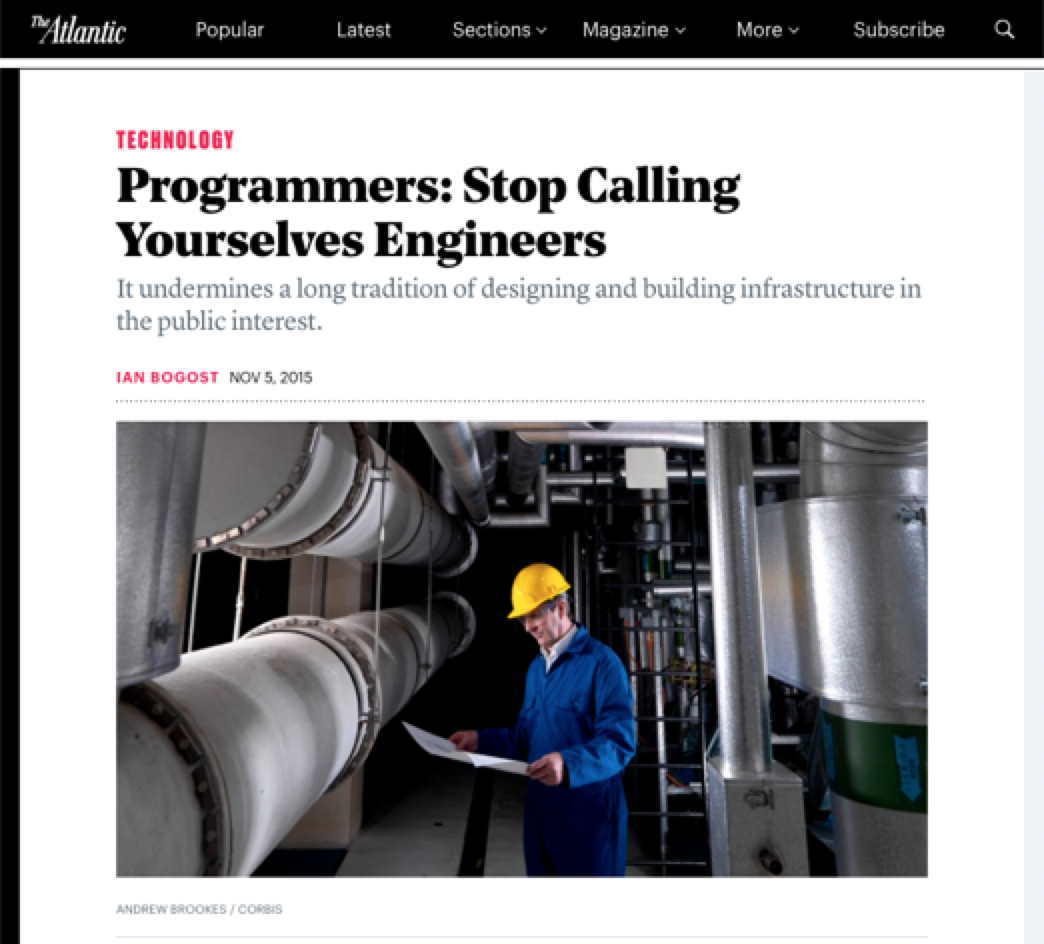 The Atlantic
Popular
Latest
Sections
Magazine
More
Subscribe
TECHNOLOGY
Programmers: Stop Calling
Yourselves Engineers
It undermines a long tradition of designing and building infrastructure in
the public interest.
IAN BOGOST NOV 5, 2015
ANDREW BROOKES / CORBIS